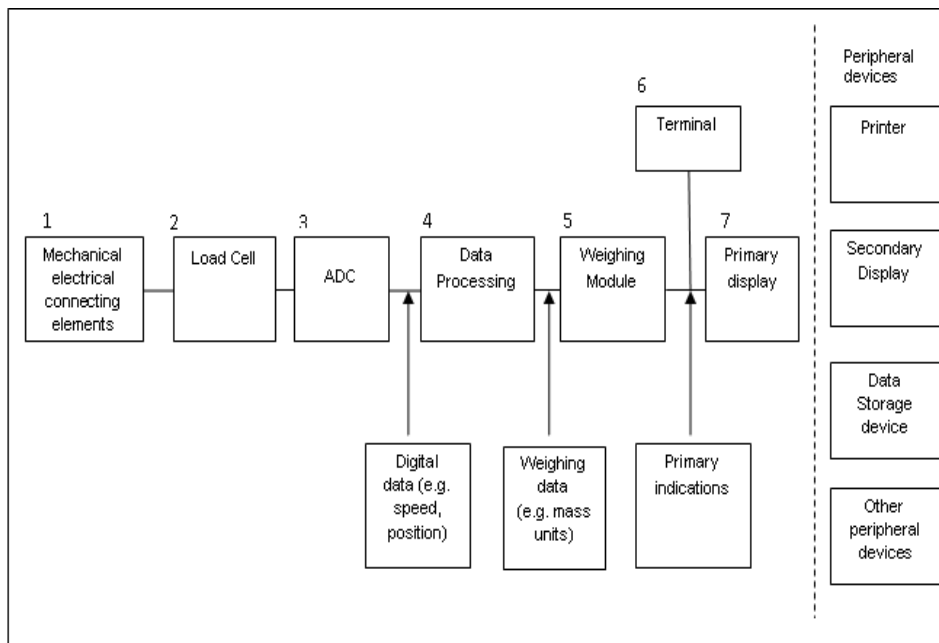 Peripheral
devices
6
Terminal
Printer
1
2
3
4
5
7
Mechanical
electrical
connecting
elements
Load Cell
ADC
Data
Processing
Weighing
Module
Primary
display
Secondary
Display
Data
Storage
device
Digital
data (e.g.
speed,
position)
Weighing
data
(e.g. mass
units)
Primary
indications
Other
peripheral
devices